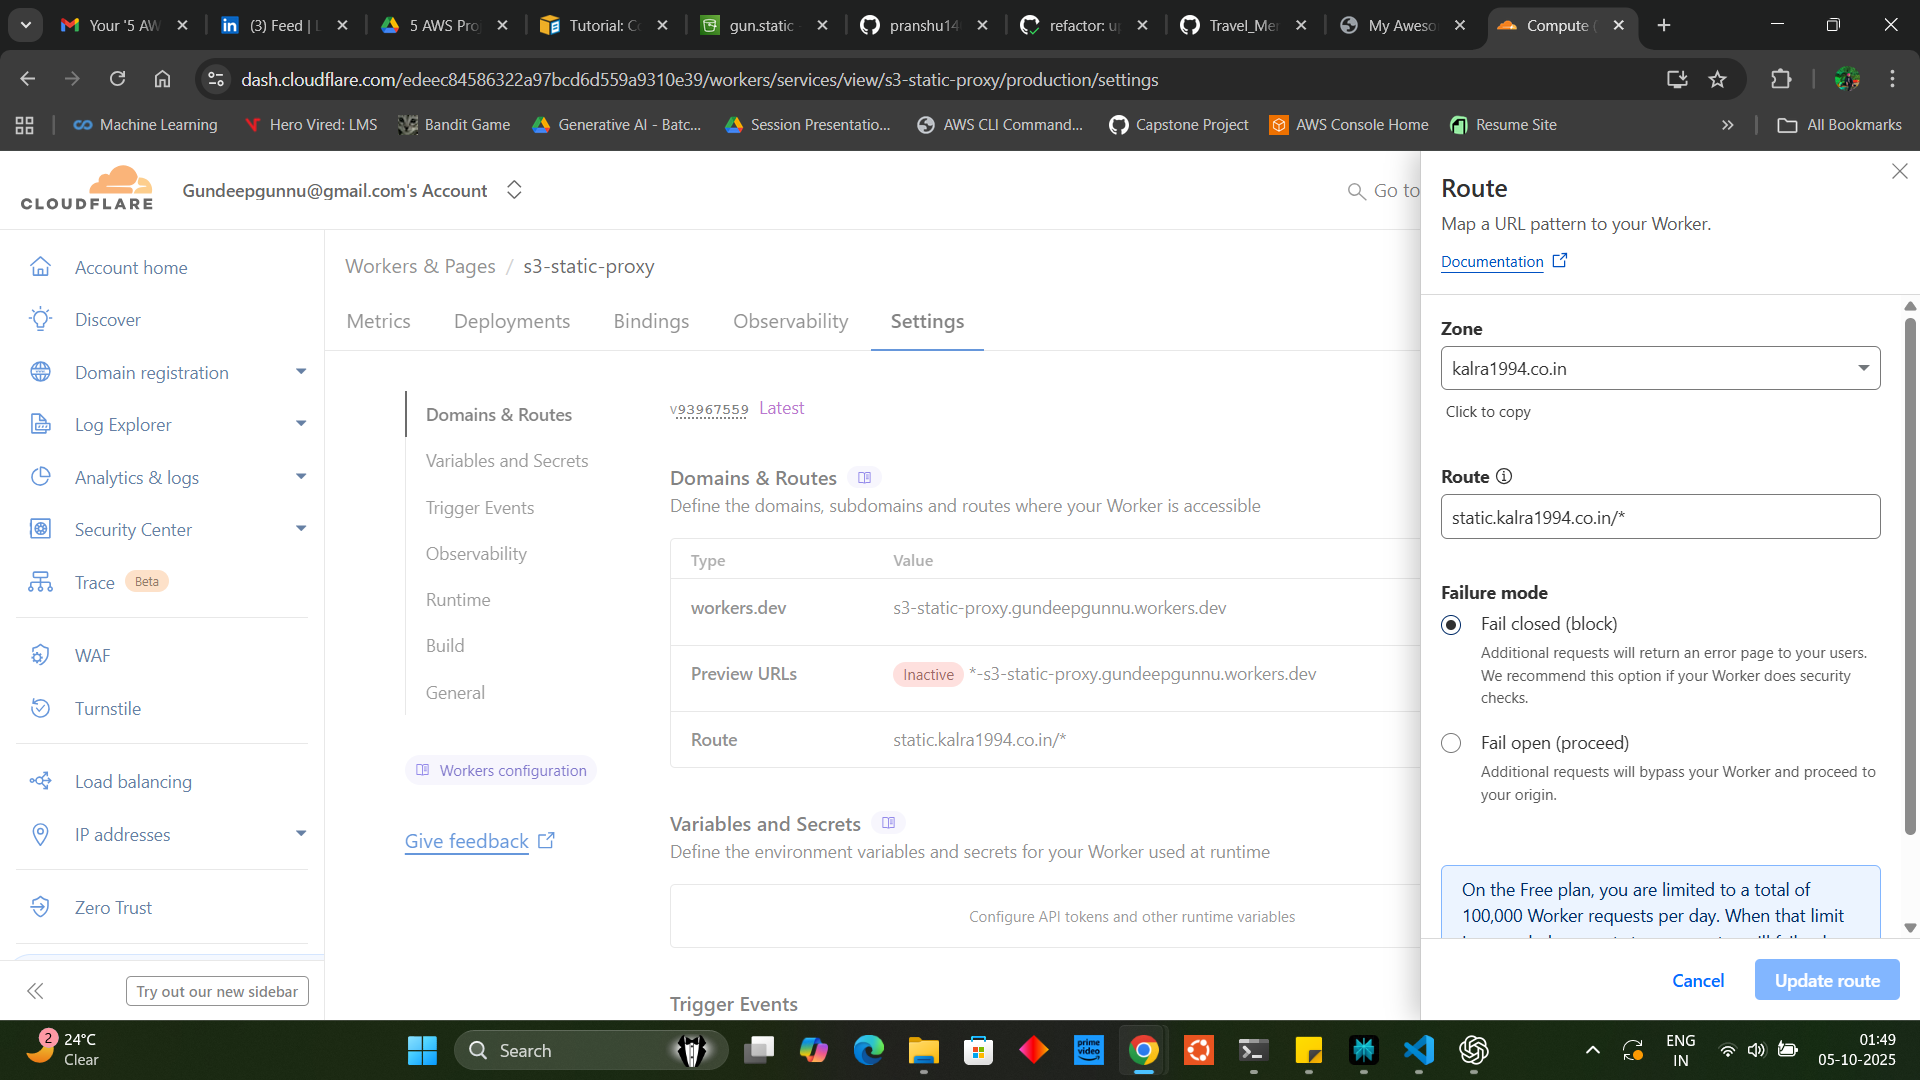 Your '5 AW
(3) Feed | L
5 AWS Proj
Tutorial: Co
gun.static -
pranshu14
refactor: up
Travel_Mer
My Aweso
Compute (
dash.cloudflare.com/edeec84586322a97bcd6d559a9310e39/workers/services/view/s3-static-proxy/production/settings
Machine Learning
Hero Vired: LMS
Bandit Game
Generative AI - Batc...
Session Presentatio...
AWS CLI Command...
Capstone Project
AWS Console Home
Resume Site
All Bookmarks
CLOUDFLARE
Gundeepgunnu@gmail.com's Account
Go to
Account home
Discover
Domain registration
Log Explorer
Analytics & logs
Security Center
Trace Beta
WAF
Turnstile
Load balancing
IP addresses
Zero Trust
Try out our new sidebar
Workers & Pages / s3-static-proxy
Metrics
Deployments
Bindings
Observability
Settings
Domains & Routes
Variables and Secrets
Trigger Events
Observability
Runtime
Build
General
Workers configuration
Give feedback
v93967559 Latest
Domains & Routes
Define the domains, subdomains and routes where your Worker is accessible
Type Value
workers.dev s3-static-proxy.gundeepgunnu.workers.dev
Preview URLs Inactive *-s3-static-proxy.gundeepgunnu.workers.dev
Route static.kalra1994.co.in/*
Variables and Secrets
Define the environment variables and secrets for your Worker used at runtime
Configure API tokens and other runtime variables
Trigger Events
Route
Map a URL pattern to your Worker.
Documentation
Zone
kalra1994.co.in
Click to copy
Route
static.kalra1994.co.in/*
Failure mode
Fail closed (block)
Additional requests will return an error page to your users.
We recommend this option if your Worker does security
checks.
Fail open (proceed)
Additional requests will bypass your Worker and proceed to
your origin.
On the Free plan, you are limited to a total of
100,000 Worker requests per day. When that limit
Cancel
Update route
2
24°C
Clear
Search
prime
video
ENG
IN
01:49
05-10-2025